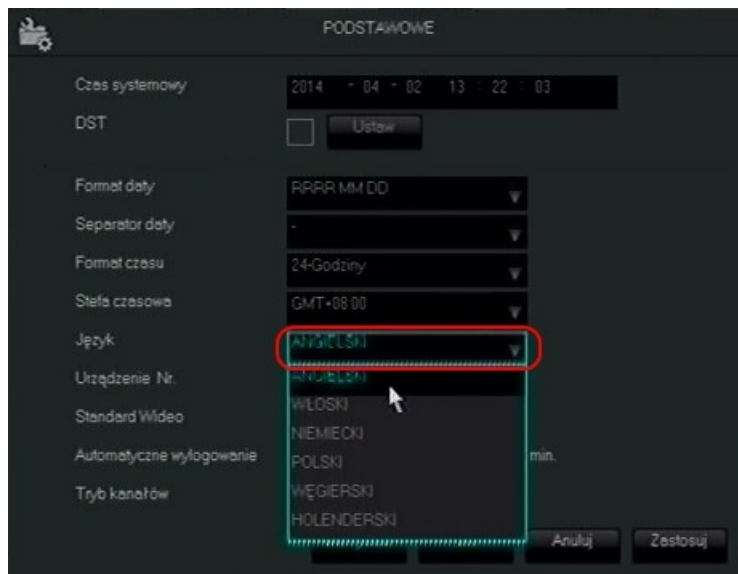 PODSTAWOWE
Czas systemowy 2014 - 04 - 02 13 : 22 : 03
DST Ustaw
Format daty RRRR MM DD
Separator daty -
Format czasu 24-Godziny
Stefa czasowa GMT+08:00
Język ANGIELSKI
Urządzenie Nr. ANGIELSKI
WŁOSKI
Standard Wideo
NIEMIECKI
Automatyczne wylogowanie POLSKI min.
Tryb kanałów WĘGIERSKI
HOLENDERSKI
Anuluj Zastosuj